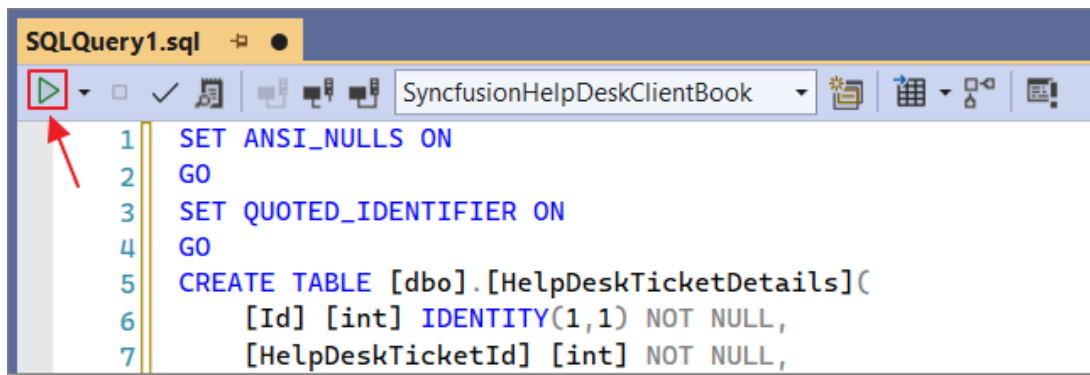 SQLQuery1.sql
SyncfusionHelpDeskClientBook
1 SET ANSI_NULLS ON
2 GO
3 SET QUOTED_IDENTIFIER ON
4 GO
5 CREATE TABLE [dbo].[HelpDeskTicketDetails](
6 [Id] [int] IDENTITY(1,1) NOT NULL,
7 [HelpDeskTicketId] [int] NOT NULL,